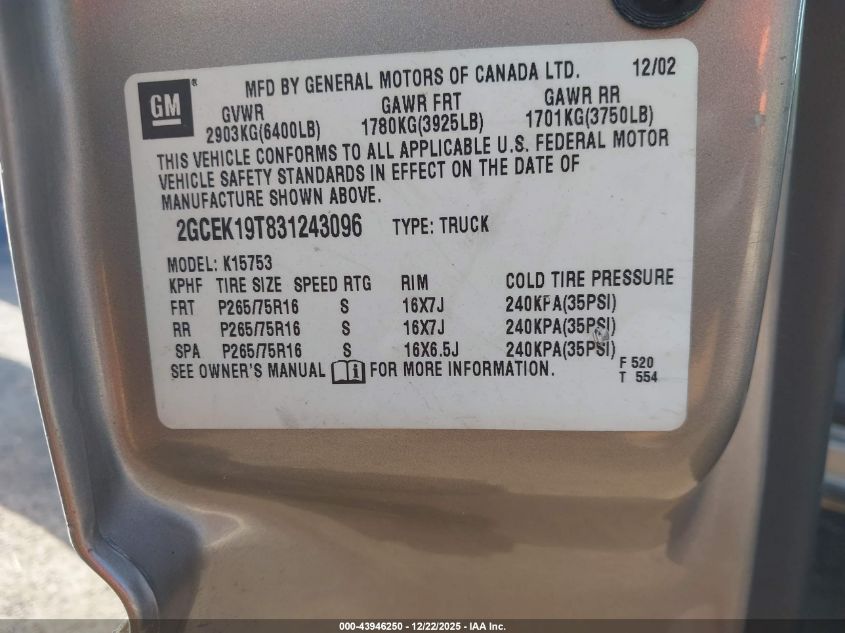 GM ® MFD BY GENERAL MOTORS OF CANADA LTD. 12/02
GVWR GAWR FRT GAWR RR
2903KG(6400LB) 1780KG(3925LB) 1701KG(3750LB)
THIS VEHICLE CONFORMS TO ALL APPLICABLE U.S. FEDERAL MOTOR
VEHICLE SAFETY STANDARDS IN EFFECT ON THE DATE OF
MANUFACTURE SHOWN ABOVE.
2GCEK19T831243096 TYPE: TRUCK
MODEL: K15753
KPHF TIRE SIZE SPEED RTG RIM COLD TIRE PRESSURE
FRT P265/75R16 S 16X7J 240KPA(35PSI)
RR P265/75R16 S 16X7J 240KPA(35PSI)
SPA P265/75R16 S 16X6.5J 240KPA(35PSI)
SEE OWNER'S MANUAL i FOR MORE INFORMATION. F 520
T 554
000-43946250 - 12/22/2025 - IAA Inc.